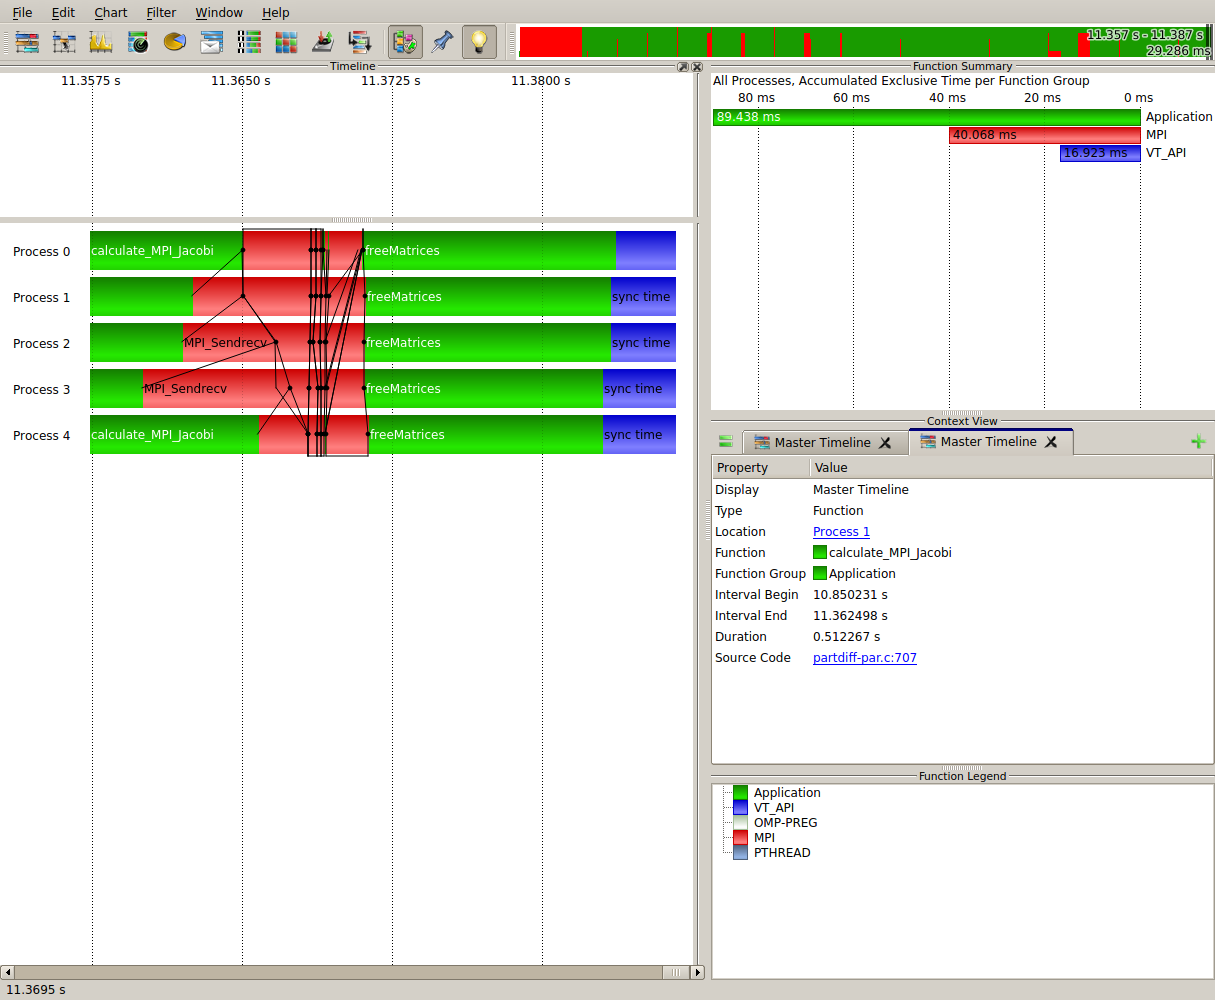 File Edit Chart Filter Window Help
11.357 s - 11.387 s
29.286 ms
Timeline
11.3575 s 11.3650 s 11.3725 s 11.3800 s
Process 0 calculate_MPI_Jacobi freeMatrices
Process 1 freeMatrices sync time
Process 2 MPI_Sendrecv freeMatrices sync time
Process 3 MPI_Sendrecv freeMatrices sync time
Process 4 calculate_MPI_Jacobi freeMatrices sync time
11.3695 s
Function Summary
All Processes, Accumulated Exclusive Time per Function Group
80 ms 60 ms 40 ms 20 ms 0 ms
89.438 ms Application
40.068 ms MPI
16.923 ms VT_API
Context View
Master Timeline Master Timeline
Property Value
Display Master Timeline
Type Function
Location Process 1
Function calculate_MPI_Jacobi
Function Group Application
Interval Begin 10.850231 s
Interval End 11.362498 s
Duration 0.512267 s
Source Code partdiff-par.c:707
Function Legend
Application
VT_API
OMP-PREG
MPI
PTHREAD